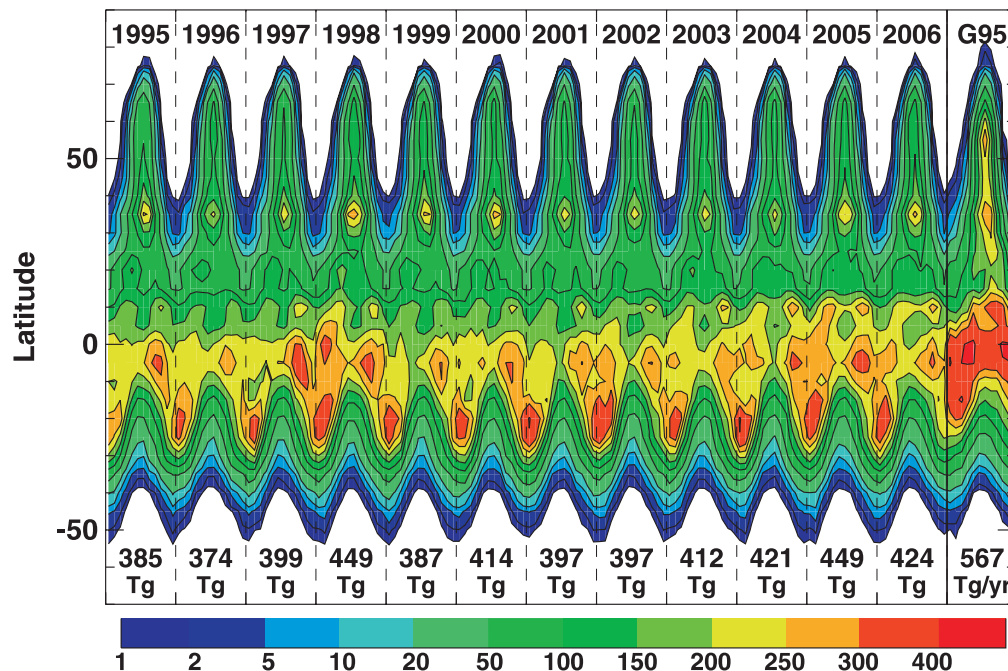 1995 1996 1997 1998 1999 2000 2001 2002 2003 2004 2005 2006 G95
Latitude
50
0
-50
385 374 399 449 387 414 397 397 412 421 449 424 567
Tg Tg Tg Tg Tg Tg Tg Tg Tg Tg Tg Tg Tg/yr
1 2 5 10 20 50 100 150 200 250 300 400